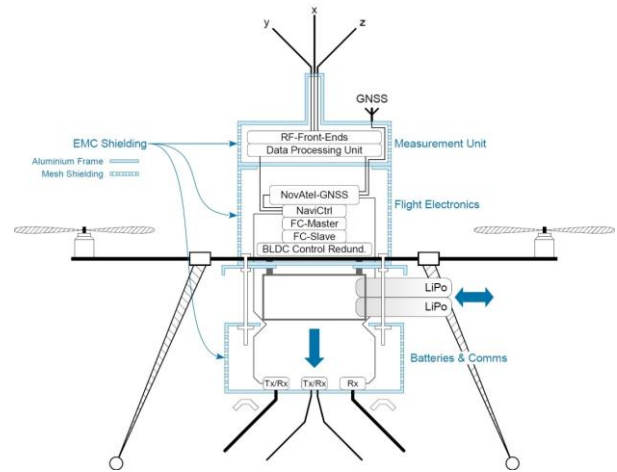 y
x
z
GNSS
EMC Shielding
Aluminium Frame
Mesh Shielding
RF-Front-Ends
Data Processing Unit
Measurement Unit
NovAtel-GNSS
NaviCtrl
FC-Master
FC-Slave
BLDC Control Redund.
Flight Electronics
LiPo
LiPo
Batteries & Comms
Tx/Rx
Tx/Rx
Rx